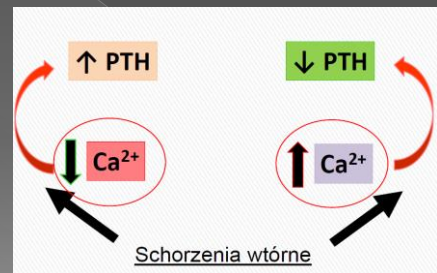 ↑ PTH
↓ PTH
Ca²⁺
Ca²⁺
Schorzenia wtórne